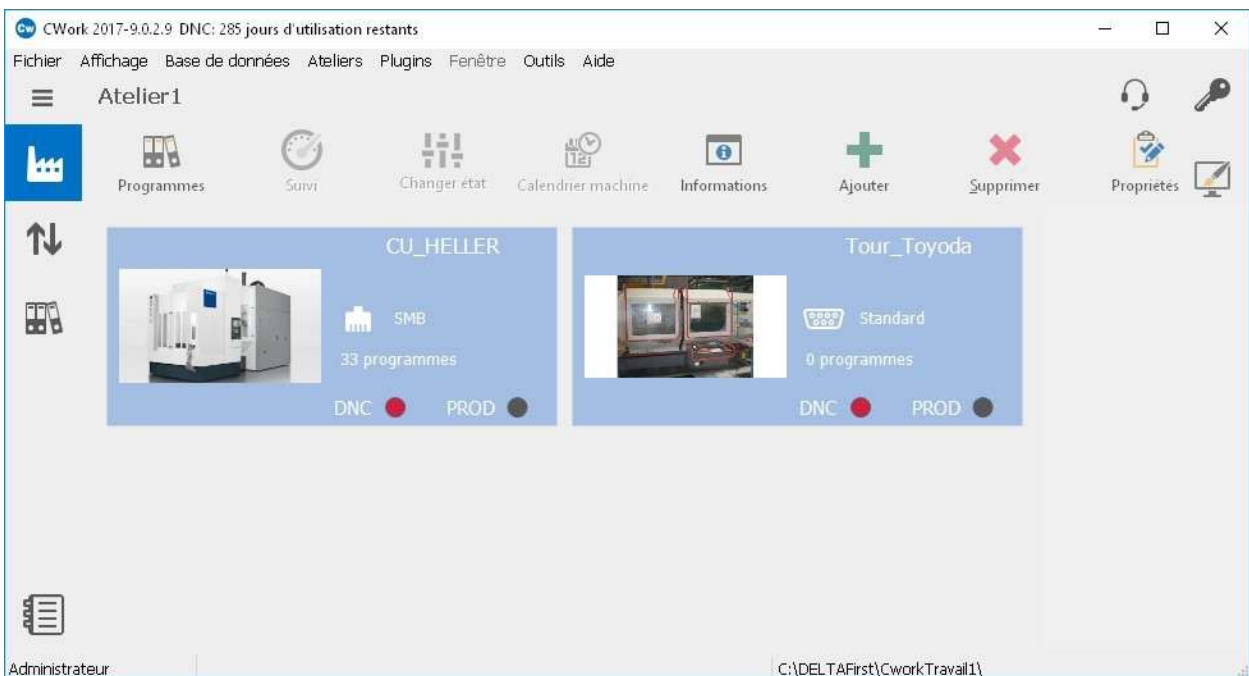 CW CWork 2017-9.0.2.9 DNC: 285 jours d'utilisation restants
Fichier Affichage Base de données Ateliers Plugins Fenêtre Outils Aide
Atelier1
Programmes Suivi Changer état Calendrier machine Informations Ajouter Supprimer Propriétés
CU_HELLER
SMB
33 programmes
DNC PROD
Tour_Toyoda
Standard
0 programmes
DNC PROD
Administrateur C:\DELTAFirst\CworkTravail1\